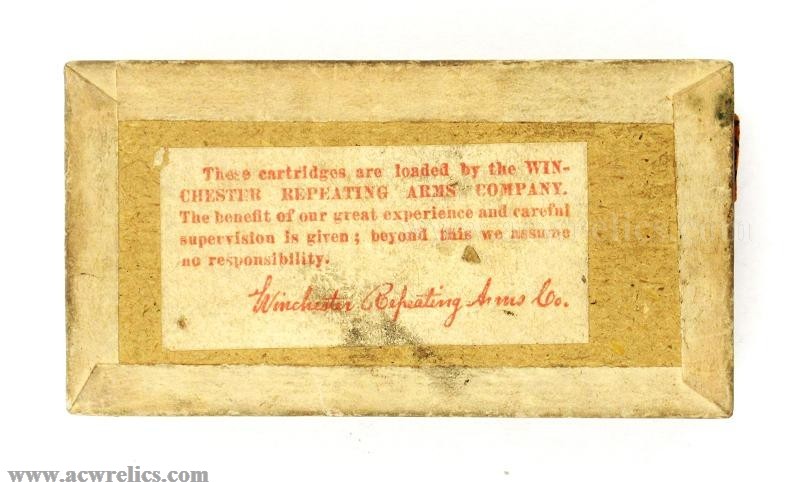 These cartridges are loaded by the WIN-
CHESTER REPEATING ARMS COMPANY.
The benefit of our great experience and careful
supervision is given; beyond this we assume
no responsibility.
Winchester Repeating Arms Co.
www.acwrelics.com